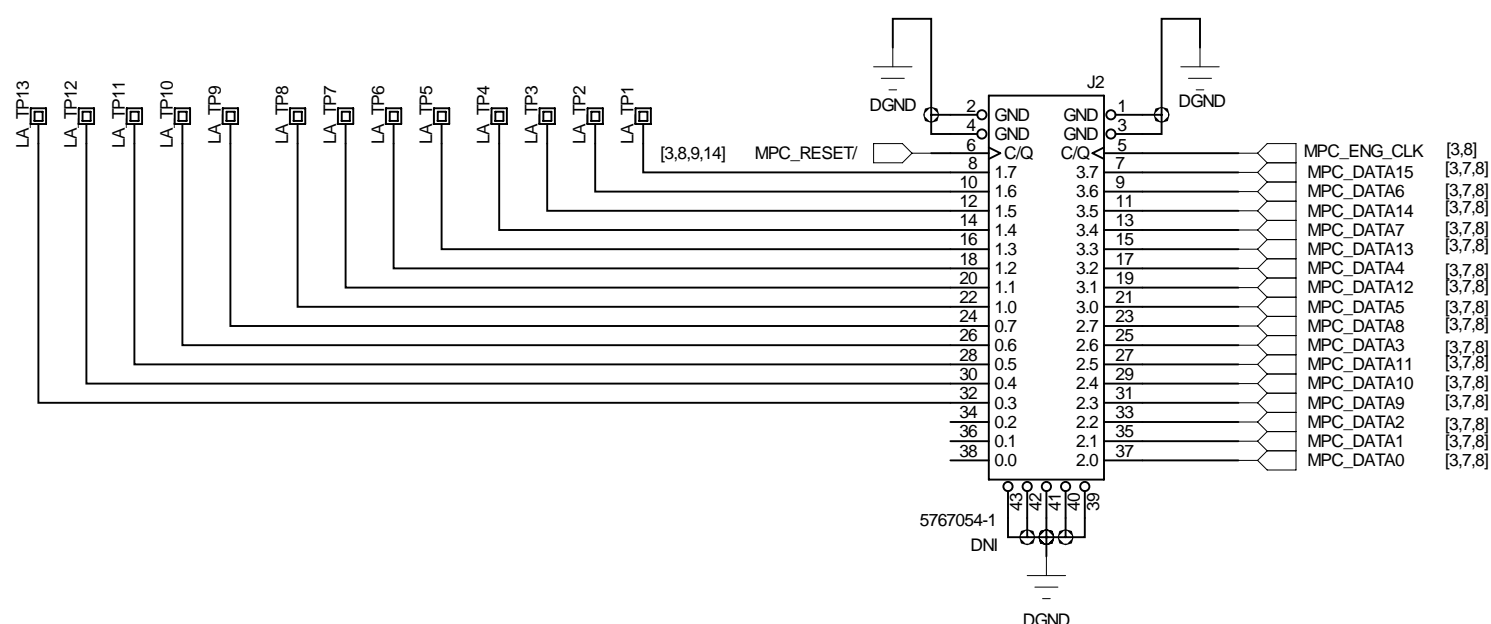 LA_TP13
LA_TP12
LA_TP11
LA_TP10
LA_TP9
LA_TP8
LA_TP7
LA_TP6
LA_TP5
LA_TP4
LA_TP3
LA_TP2
LA_TP1
DGND
DGND
J2
2 GND GND 1
4 GND GND 3
[3,8,9,14] MPC_RESET/ 6 C/Q C/Q 5 MPC_ENG_CLK [3,8]
8 1.7 3.7 7 MPC_DATA15 [3,7,8]
10 1.6 3.6 9 MPC_DATA6 [3,7,8]
12 1.5 3.5 11 MPC_DATA14 [3,7,8]
14 1.4 3.4 13 MPC_DATA7 [3,7,8]
16 1.3 3.3 15 MPC_DATA13 [3,7,8]
18 1.2 3.2 17 MPC_DATA4 [3,7,8]
20 1.1 3.1 19 MPC_DATA12 [3,7,8]
22 1.0 3.0 21 MPC_DATA5 [3,7,8]
24 0.7 2.7 23 MPC_DATA8 [3,7,8]
26 0.6 2.6 25 MPC_DATA3 [3,7,8]
28 0.5 2.5 27 MPC_DATA11 [3,7,8]
30 0.4 2.4 29 MPC_DATA10 [3,7,8]
32 0.3 2.3 31 MPC_DATA9 [3,7,8]
34 0.2 2.2 33 MPC_DATA2 [3,7,8]
36 0.1 2.1 35 MPC_DATA1 [3,7,8]
38 0.0 2.0 37 MPC_DATA0 [3,7,8]
43 42 41 40 39
5767054-1
DNI
DGND